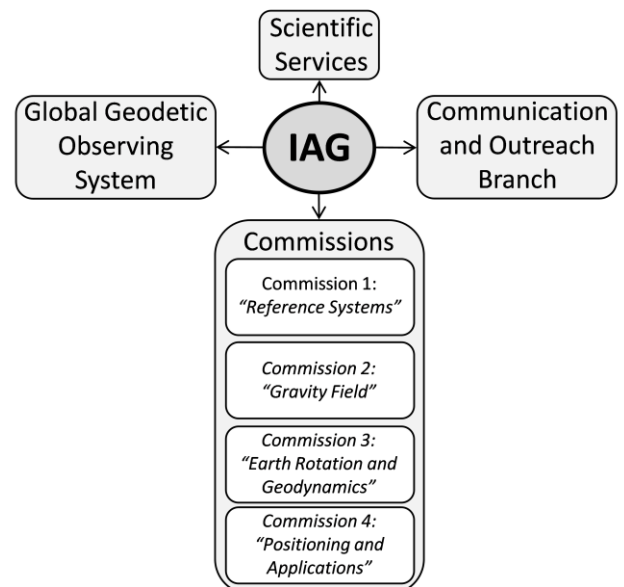 Scientific
Services
Global Geodetic
Observing
System
IAG
Communication
and Outreach
Branch
Commissions
Commission 1:
“Reference Systems”
Commission 2:
“Gravity Field”
Commission 3:
“Earth Rotation and
Geodynamics”
Commission 4:
“Positioning and
Applications”